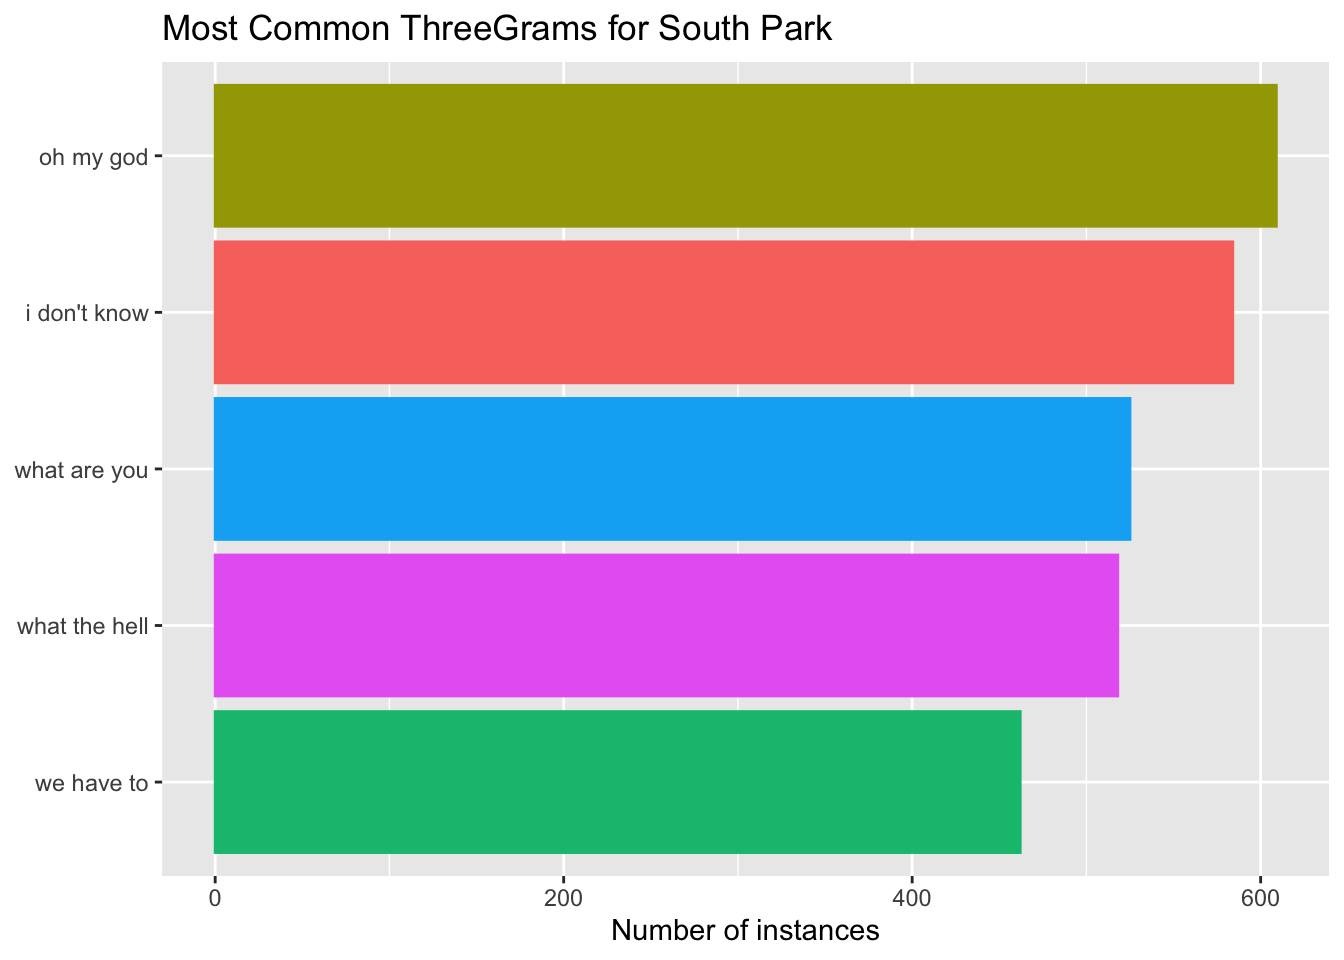 Most Common ThreeGrams for South Park
oh my god
i don't know
what are you
what the hell
we have to
0 200 400 600
Number of instances